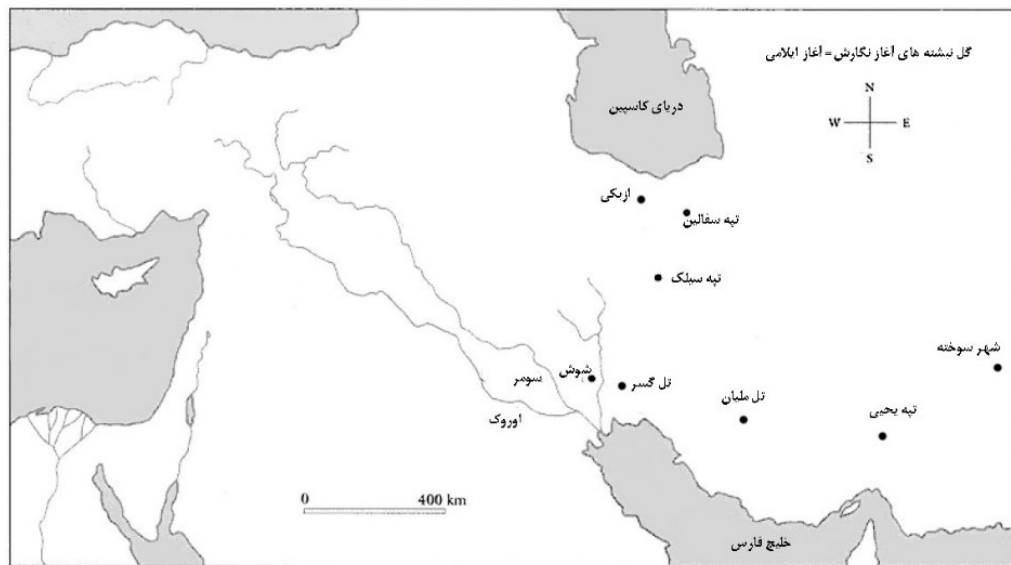 گل نبشته های آغاز نگارش= آغاز ایلامی
دریای کاسپین
N
W E
S
ازبکی
تپه سفالین
تپه سیلک
شهر سوخته
شوش
سومر
تل گسر
تل ملیان
تپه یحیی
اوروک
0 400 km
خلیج فارس